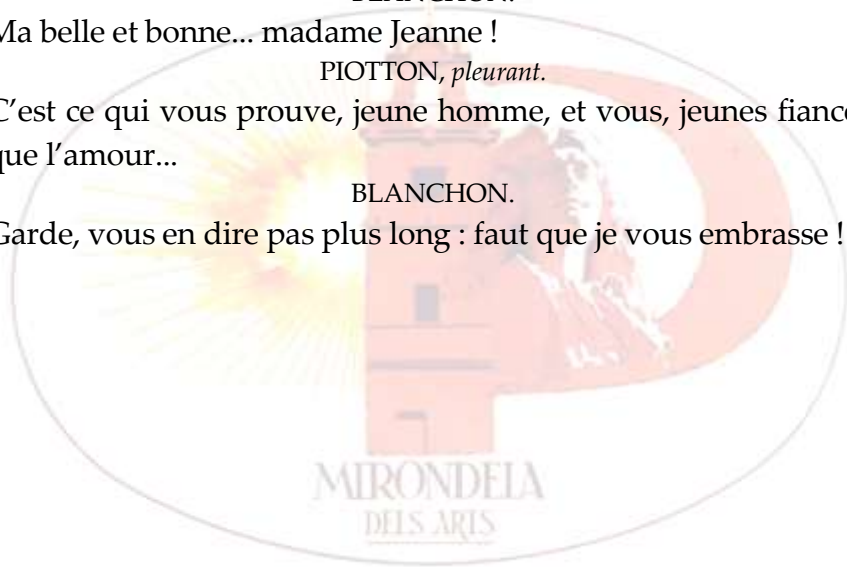 BLANCHON.
Ma belle et bonne... madame Jeanne !
PIOTTON, pleurant.
C’est ce qui vous prouve, jeune homme, et vous, jeunes fiancé
que l’amour...
BLANCHON.
Garde, vous en dire pas plus long : faut que je vous embrasse !
MIRONDELA
DELS ARTS